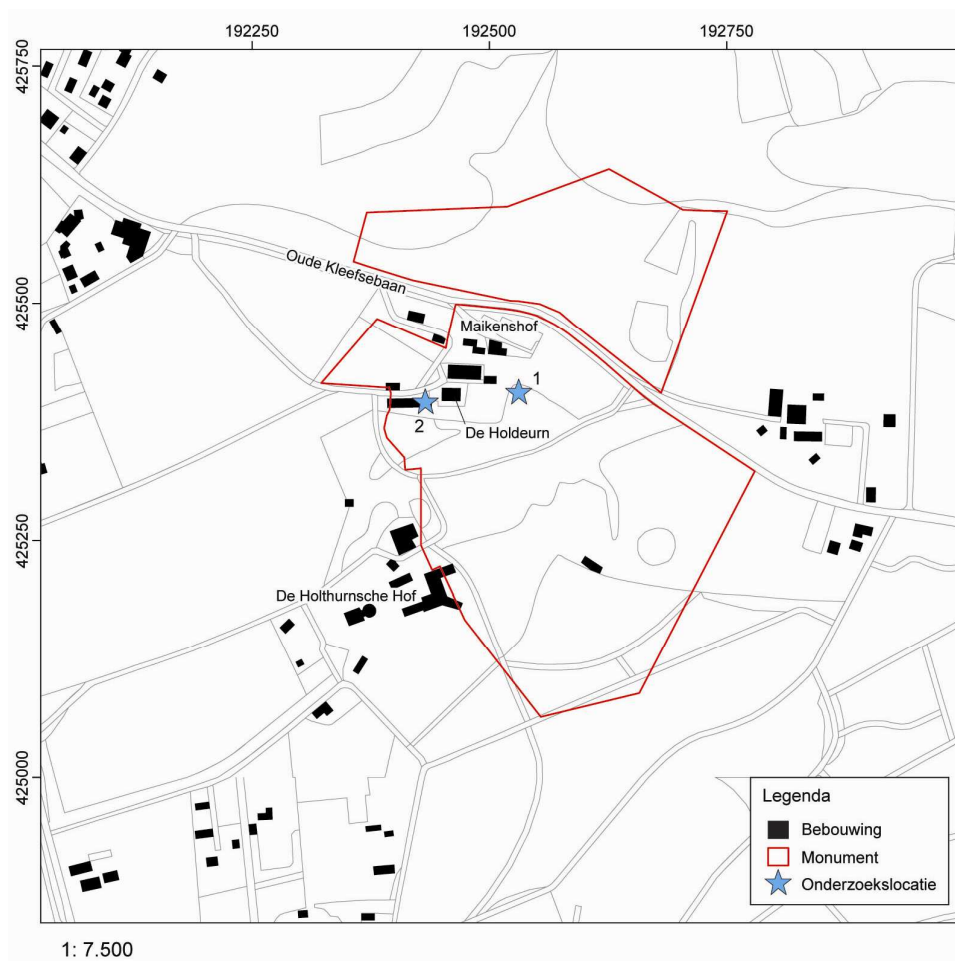 192250
192500
192750
425750
425500
425250
425000
Oude Kleefsebaan
Maikenshof
1
2
De Holdeurn
De Holthurnsche Hof
Legenda
Bebouwing
Monument
Onderzoekslocatie
1: 7.500